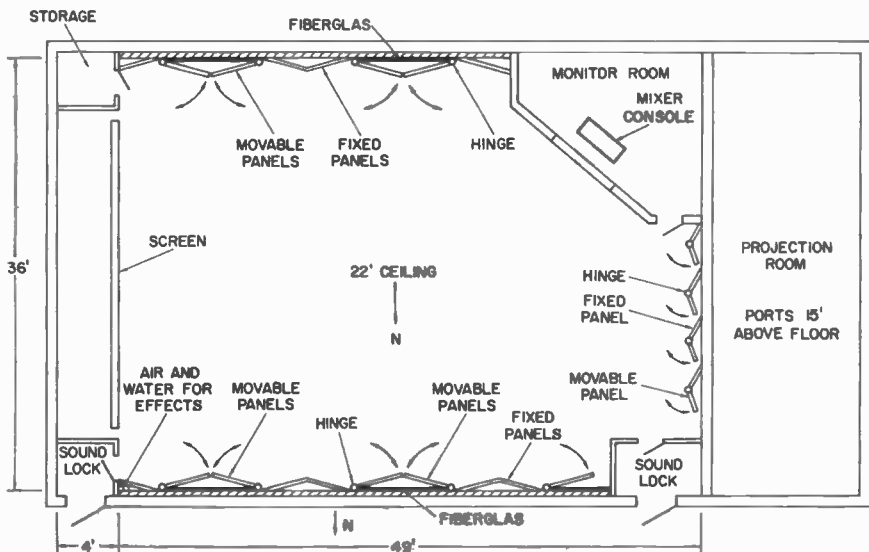 STORAGE
FIBERGLAS
MONITOR ROOM
MIXER
CONSOLE
MOVABLE
PANELS
FIXED
PANELS
HINGE
SCREEN
36'
22' CEILING
N
HINGE
FIXED
PANEL
MOVABLE
PANEL
PROJECTION
ROOM
PORTS 15'
ABOVE FLOOR
AIR AND
WATER FOR
EFFECTS
MOVABLE
PANELS
HINGE
MOVABLE
PANELS
FIXED
PANELS
SOUND
LOCK
SOUND
LOCK
FIBERGLAS
N
4'
49'